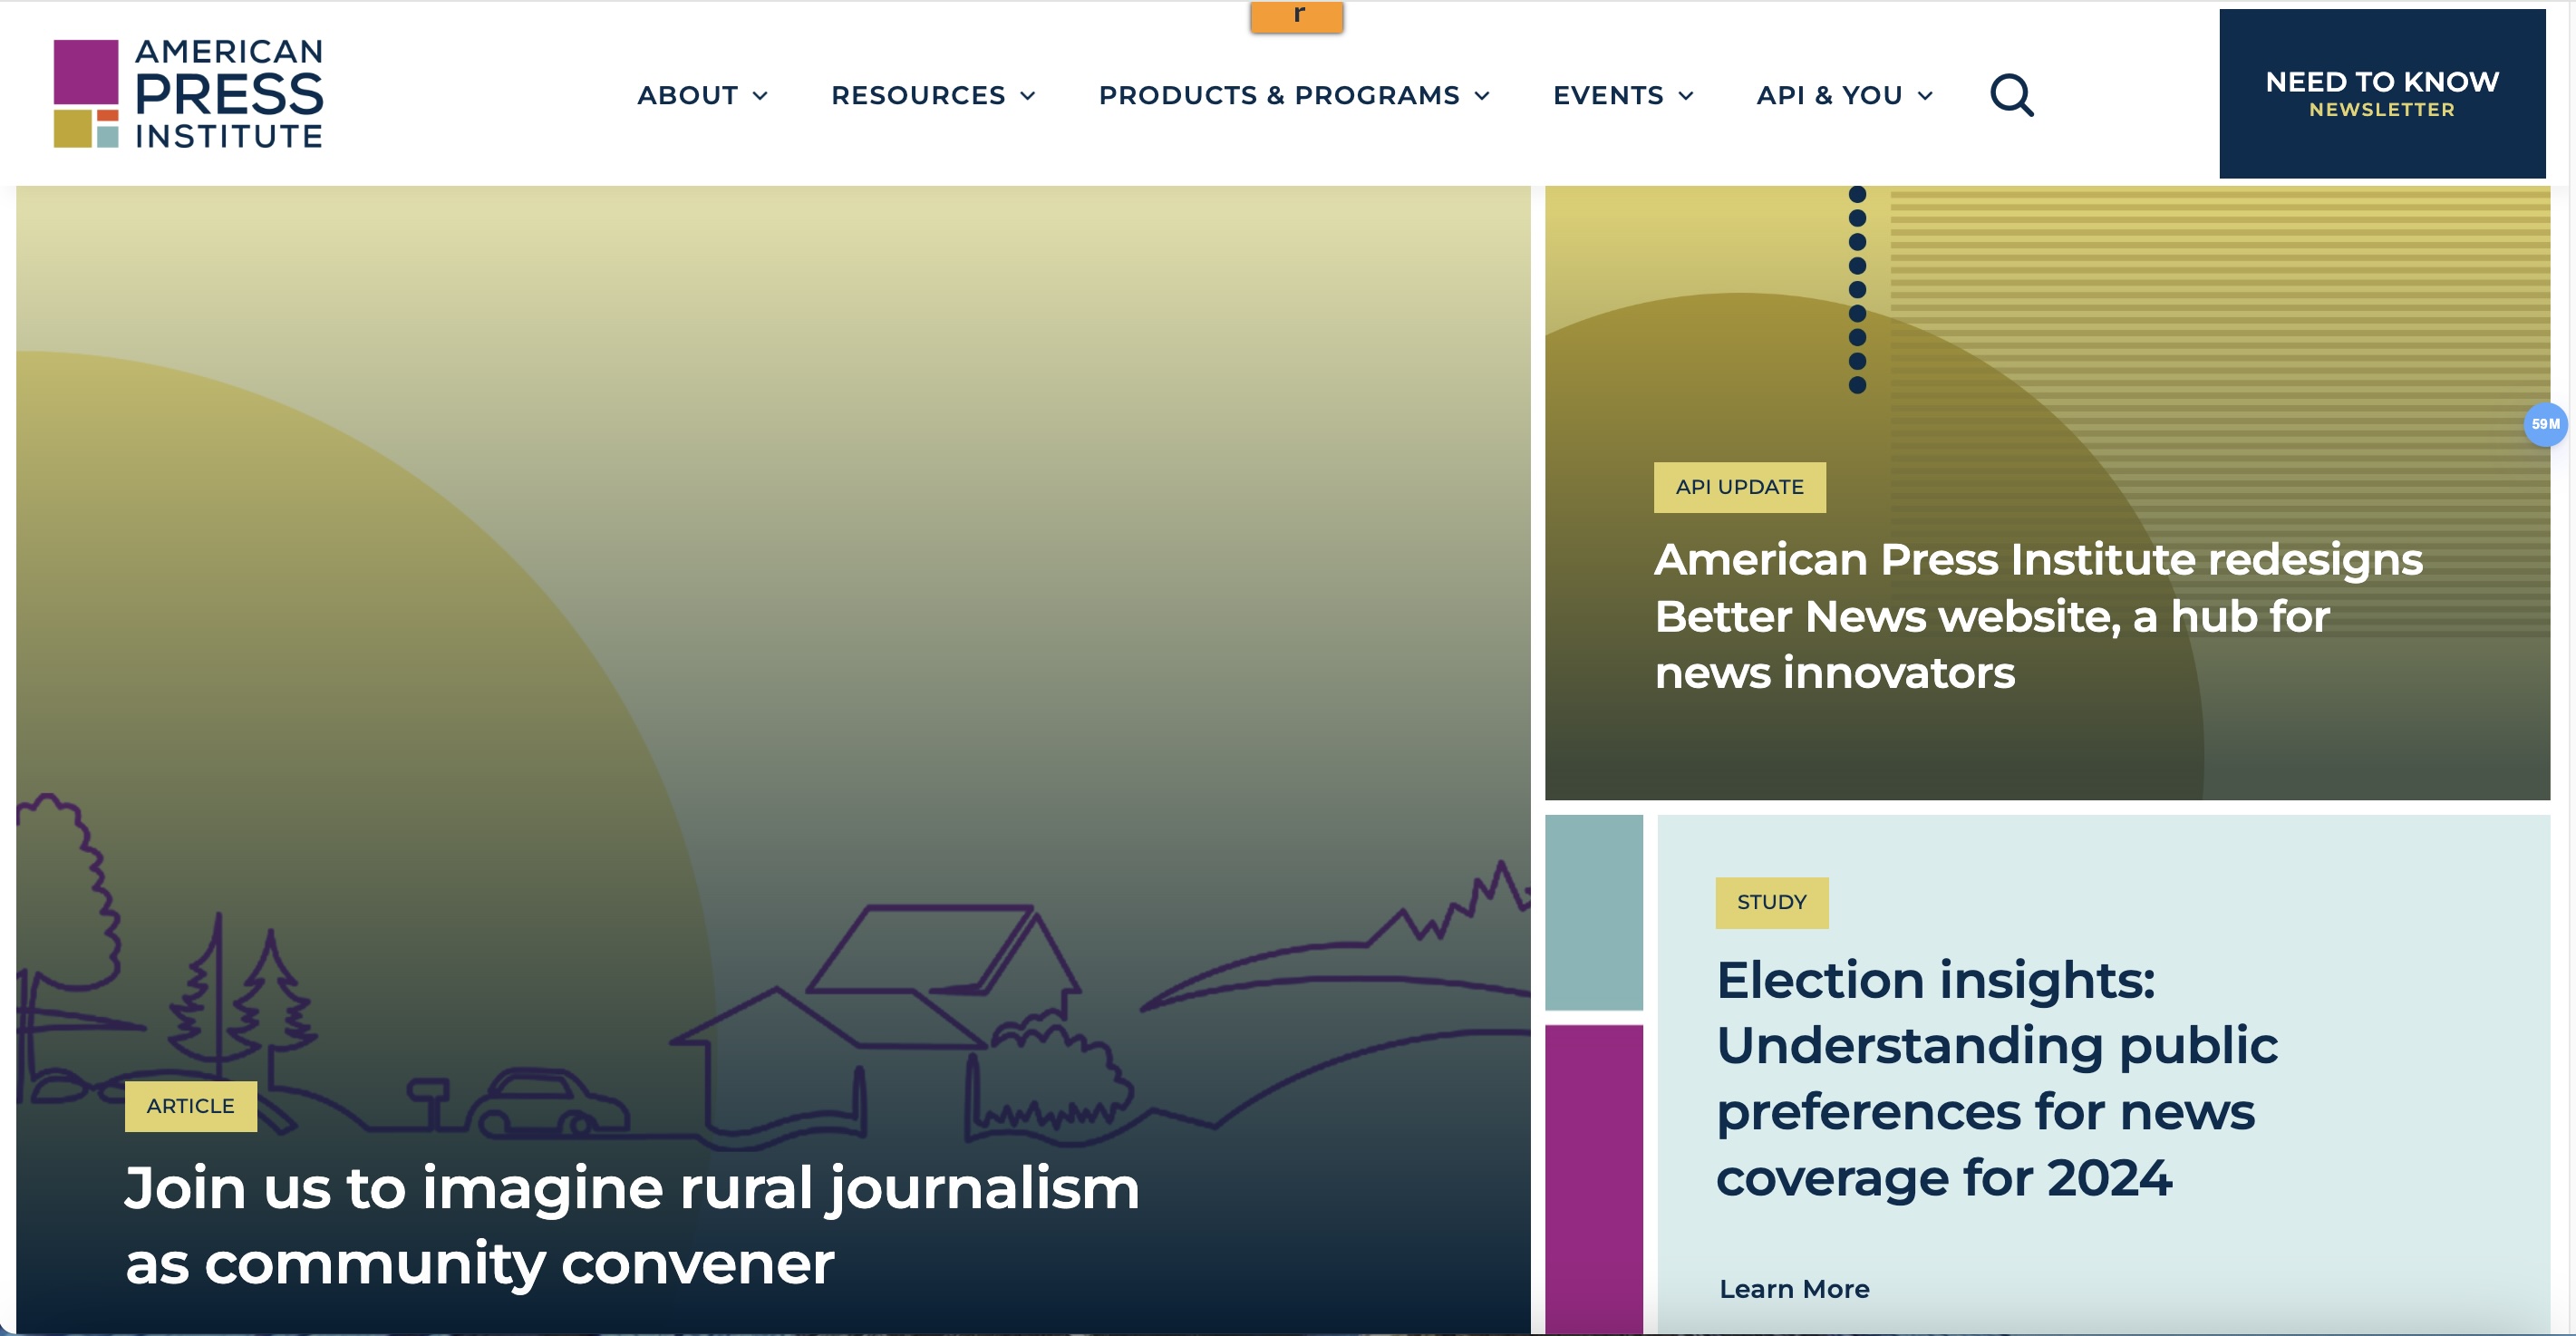 r
AMERICAN
PRESS
INSTITUTE
ABOUT
RESOURCES
PRODUCTS & PROGRAMS
EVENTS
API & YOU
NEED TO KNOW
NEWSLETTER
59M
API UPDATE
American Press Institute redesigns
Better News website, a hub for
news innovators
ARTICLE
Join us to imagine rural journalism
as community convener
STUDY
Election insights:
Understanding public
preferences for news
coverage for 2024
Learn More